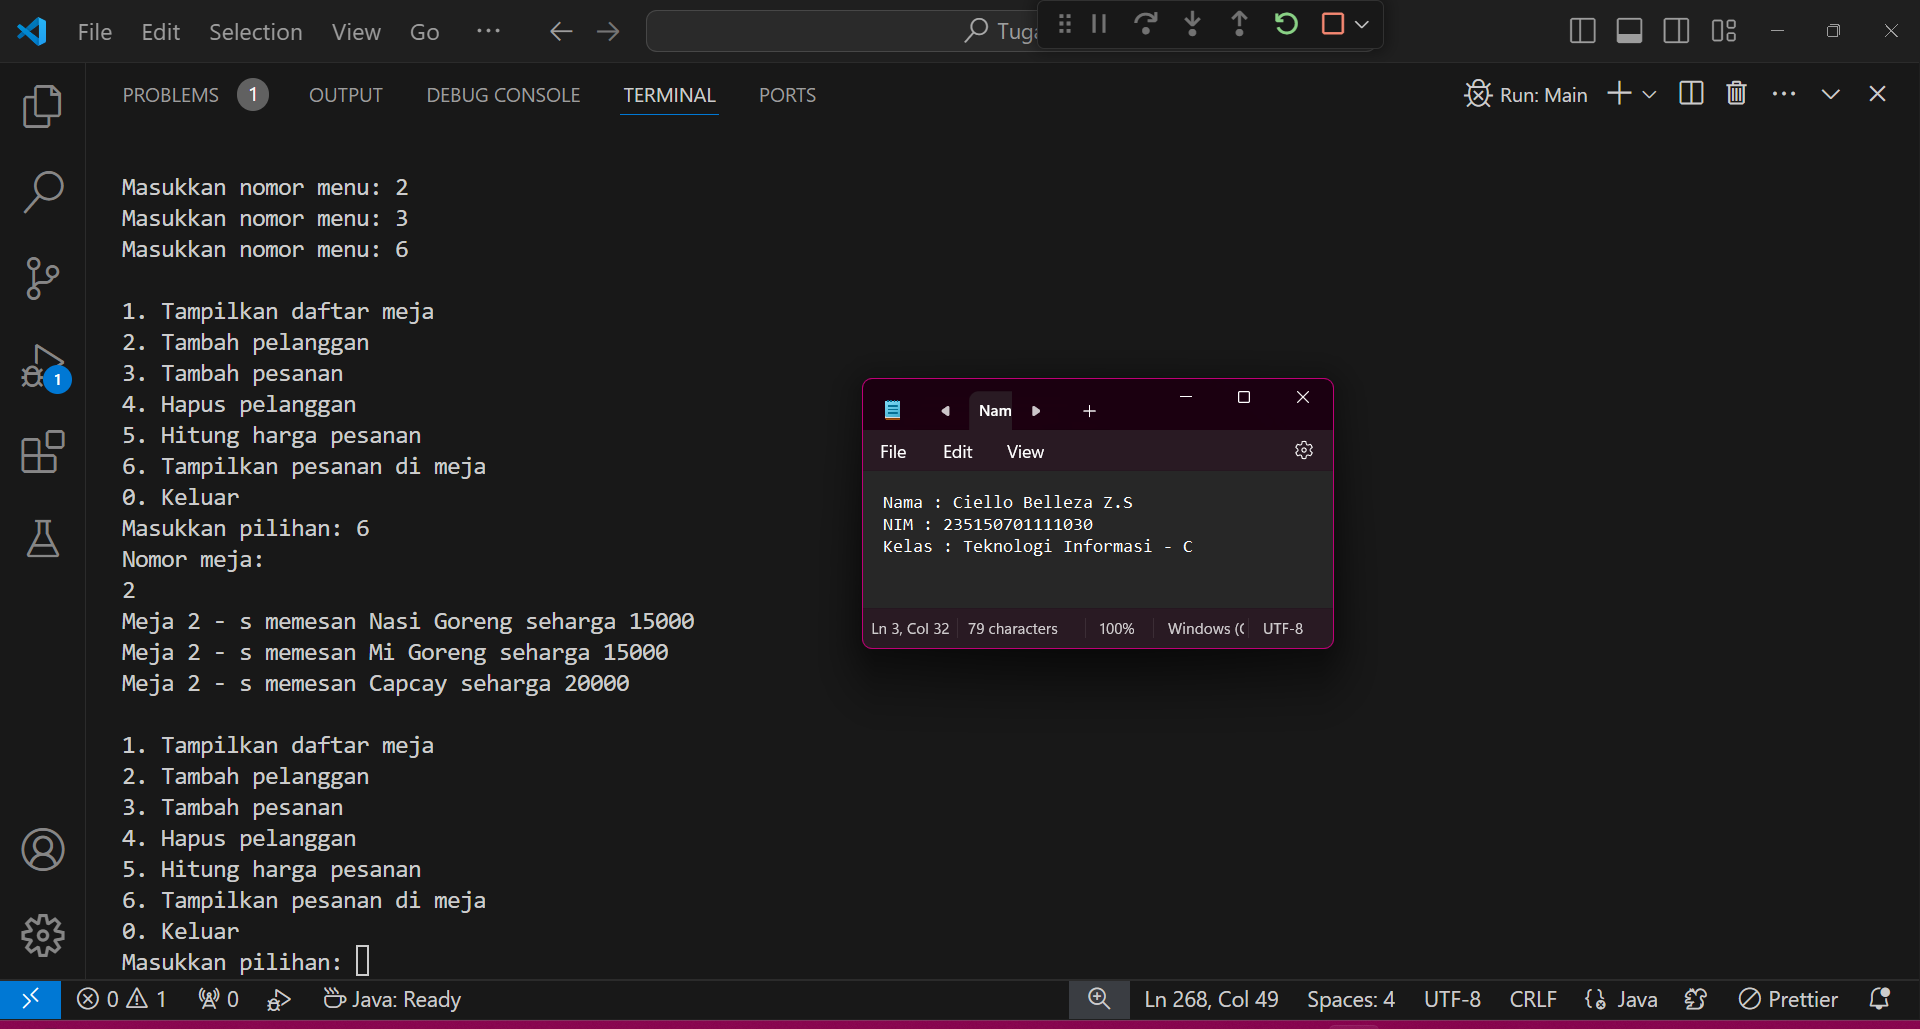 File Edit Selection View Go ··· Tuga
PROBLEMS 1 OUTPUT DEBUG CONSOLE TERMINAL PORTS Run: Main
Masukkan nomor menu: 2
Masukkan nomor menu: 3
Masukkan nomor menu: 6
1. Tampilkan daftar meja
2. Tambah pelanggan
3. Tambah pesanan
4. Hapus pelanggan
5. Hitung harga pesanan
6. Tampilkan pesanan di meja
0. Keluar
Masukkan pilihan: 6
Nomor meja:
2
Meja 2 - s memesan Nasi Goreng seharga 15000
Meja 2 - s memesan Mi Goreng seharga 15000
Meja 2 - s memesan Capcay seharga 20000
1. Tampilkan daftar meja
2. Tambah pelanggan
3. Tambah pesanan
4. Hapus pelanggan
5. Hitung harga pesanan
6. Tampilkan pesanan di meja
0. Keluar
Masukkan pilihan:
1
Nam
File Edit View
Nama : Ciello Belleza Z.S
NIM : 235150701111030
Kelas : Teknologi Informasi - C
Ln 3, Col 32 79 characters 100% Windows (C UTF-8
0 1 0 Java: Ready Ln 268, Col 49 Spaces: 4 UTF-8 CRLF Java Prettier